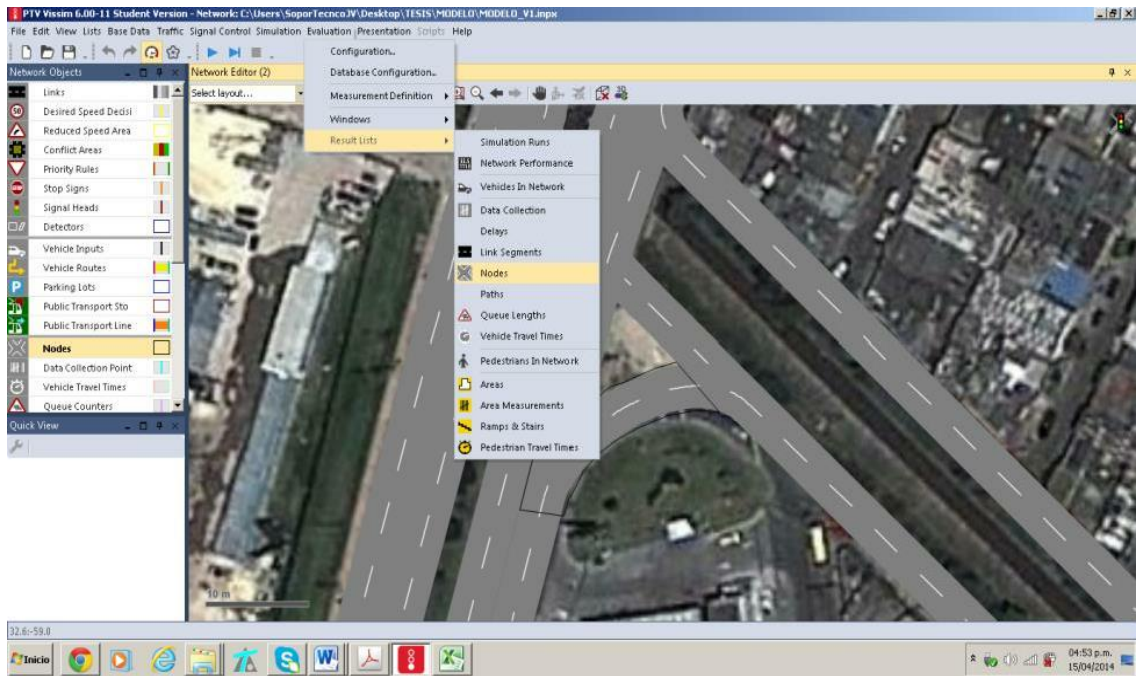 PTV Vissim 6.00-11 Student Version - Network: C:\Users\SoporTecncoJV\Desktop\TESIS\MODELO\MODELO_V1.inpx
File Edit View Lists Base Data Traffic Signal Control Simulation Evaluation Presentation Scripts Help
Network Objects
Links
Desired Speed Decisi
Reduced Speed Area
Conflict Areas
Priority Rules
Stop Signs
Signal Heads
Detectors
Vehicle Inputs
Vehicle Routes
Parking Lots
Public Transport Sto
Public Transport Line
Nodes
Data Collection Point
Vehicle Travel Times
Queue Counters
Quick View
Network Editor (2)
Select layout...
Configuration...
Database Configuration...
Measurement Definition
Windows
Result Lists
Simulation Runs
Network Performance
Vehicles In Network
Data Collection
Delays
Link Segments
Nodes
Paths
Queue Lengths
Vehicle Travel Times
Pedestrians In Network
Areas
Area Measurements
Ramps & Stairs
Pedestrian Travel Times
10 m
32.6:-59.0
Inicio
04:53 p.m.
15/04/2014